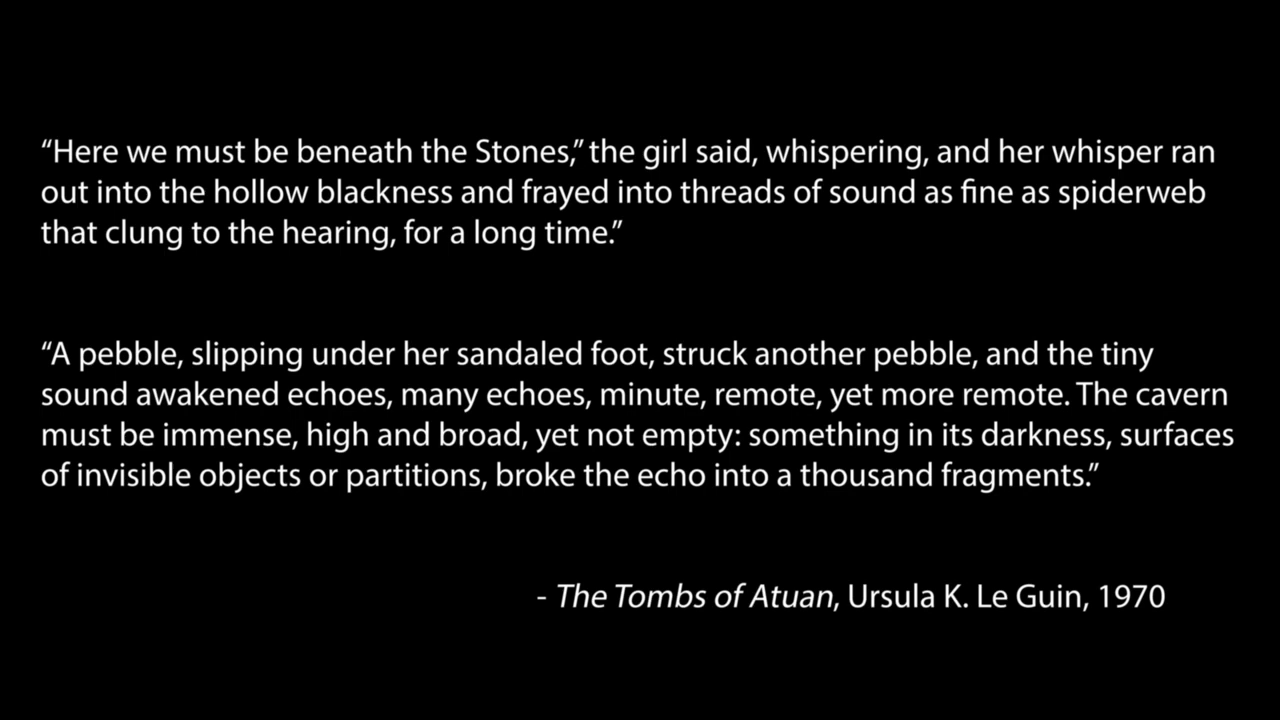 “Here we must be beneath the Stones,” the girl said, whispering, and her whisper ran
out into the hollow blackness and frayed into threads of sound as fine as spiderweb
that clung to the hearing, for a long time.”
“A pebble, slipping under her sandaled foot, struck another pebble, and the tiny
sound awakened echoes, many echoes, minute, remote, yet more remote. The cavern
must be immense, high and broad, yet not empty: something in its darkness, surfaces
of invisible objects or partitions, broke the echo into a thousand fragments.”
- The Tombs of Atuan, Ursula K. Le Guin, 1970